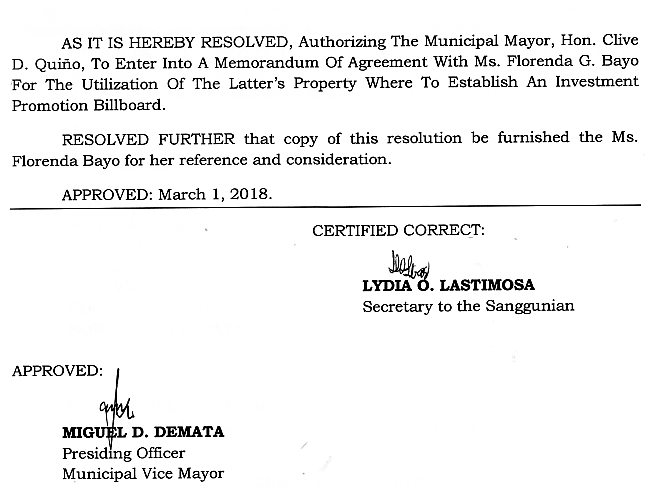 AS IT IS HEREBY RESOLVED, Authorizing The Municipal Mayor, Hon. Clive
D. Quiño, To Enter Into A Memorandum Of Agreement With Ms. Florenda G. Bayo
For The Utilization Of The Latter's Property Where To Establish An Investment
Promotion Billboard.
RESOLVED FURTHER that copy of this resolution be furnished the Ms.
Florenda Bayo for her reference and consideration.
APPROVED: March 1, 2018.
CERTIFIED CORRECT:
LYDIA O. LASTIMOSA
Secretary to the Sanggunian
APPROVED:
MIGUEL D. DEMATA
Presiding Officer
Municipal Vice Mayor